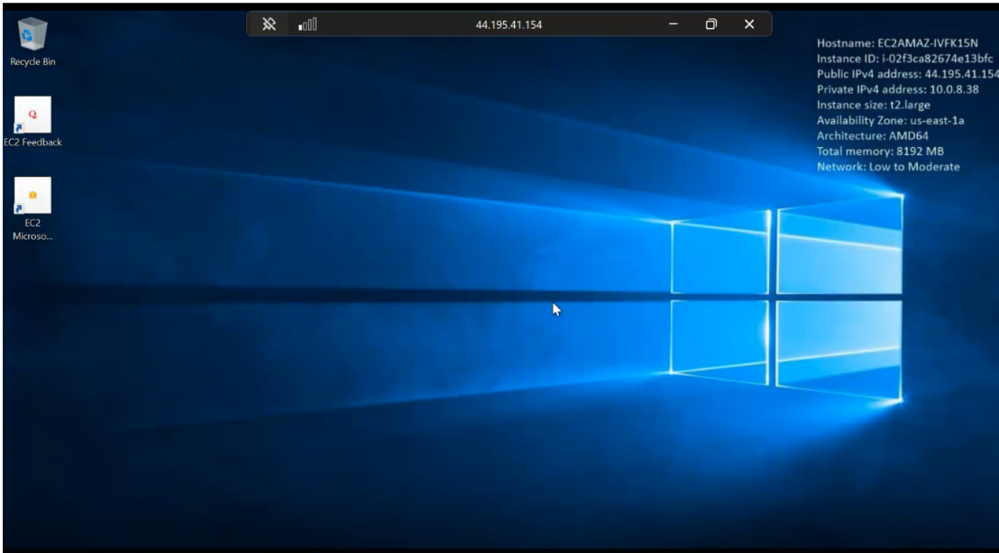 44.195.41.154
Recycle Bin
EC2 Feedback
EC2
Microso...
Hostname: EC2AMAZ-IVFK15N
Instance ID: i-02f3ca82674e13bfc
Public IPv4 address: 44.195.41.154
Private IPv4 address: 10.0.8.38
Instance size: t2.large
Availability Zone: us-east-1a
Architecture: AMD64
Total memory: 8192 MB
Network: Low to Moderate